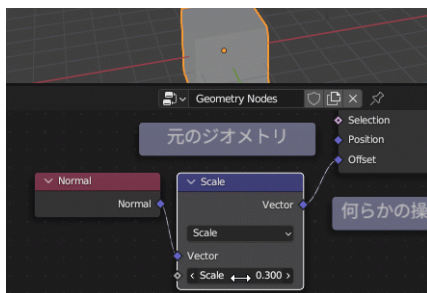 Geometry Nodes
Selection
元のジオメトリ
Position
Offset
Normal
Scale
Normal
Vector
何らかの操
Scale
Vector
Scale
0.300